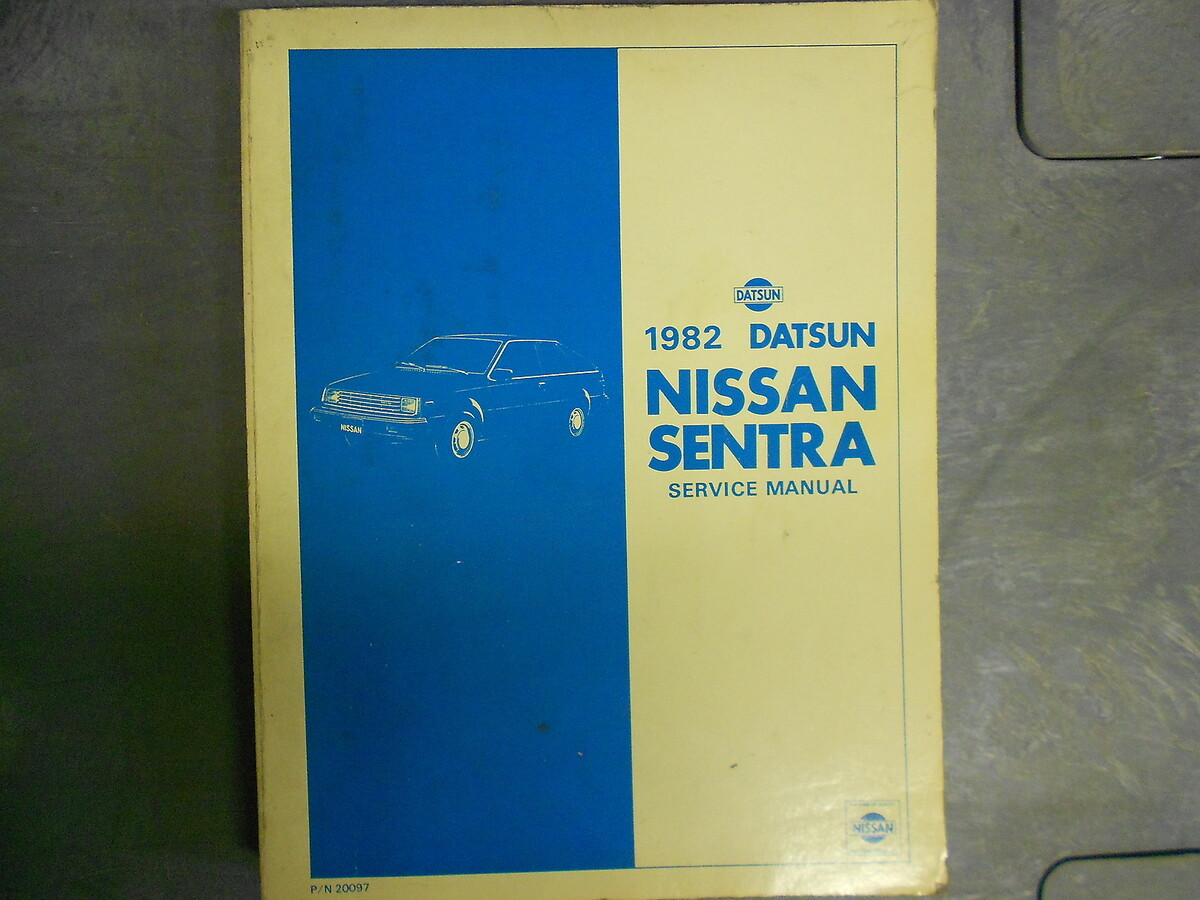 DATSUN
1982 DATSUN
NISSAN
SENTRA
SERVICE MANUAL
NISSAN
NISSAN
P/N 20097